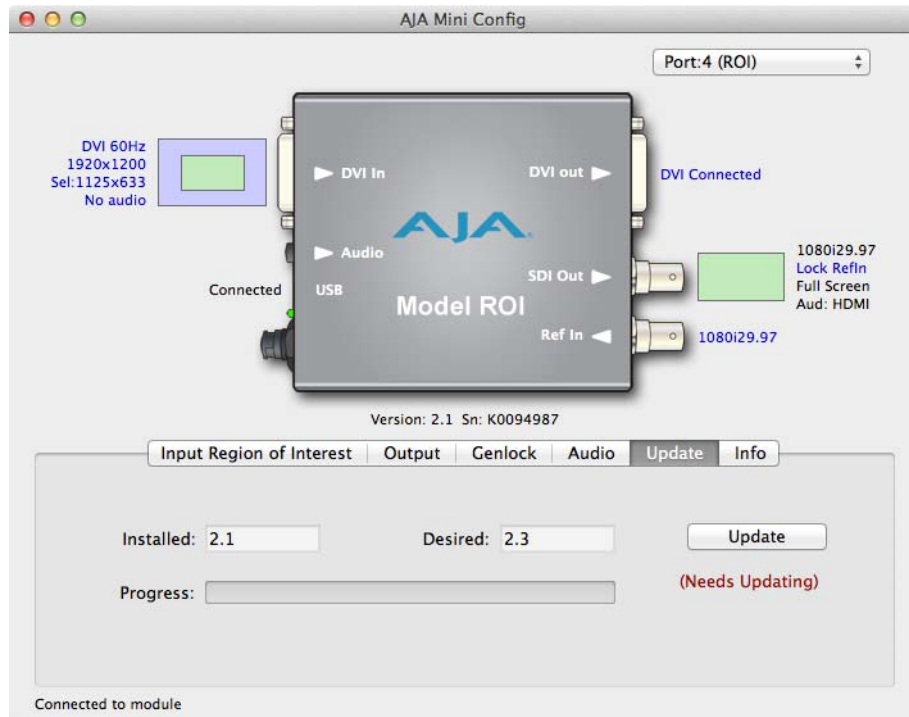 AJA Mini Config
Port:4 (ROI)
DVI 60Hz
1920x1200
Sel:1125x633
No audio
DVI In
DVI out
DVI Connected
AJA
Audio
Connected
USB
SDI Out
Model ROI
Ref In
1080i29.97
Lock RefIn
Full Screen
Aud: HDMI
1080i29.97
Version: 2.1 Sn: K0094987
Input Region of Interest
Output
Genlock
Audio
Update
Info
Installed: 2.1
Desired: 2.3
Update
Progress:
(Needs Updating)
Connected to module